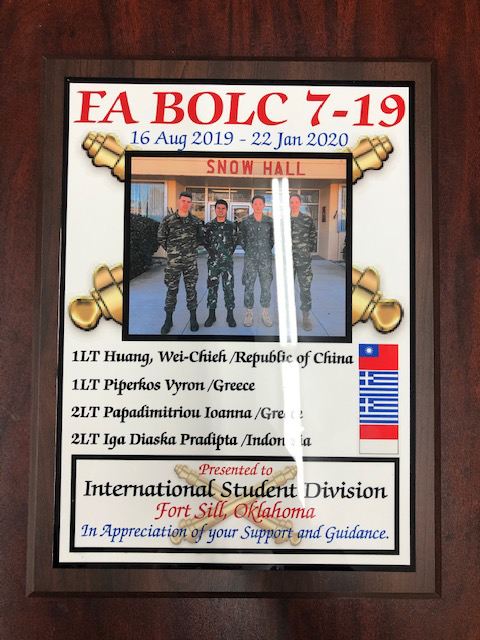 FA BOLC 7-19
16 Aug 2019 - 22 Jan 2020
SNOW HALL
1LT Huang, Wei-Chieh /Republic of China
1LT Piperkos Vyron /Greece
2LT Papadimitriou Ioanna /Greece
2LT Iga Diaska Pradipta /Indonesia
Presented to
International Student Division
Fort Sill, Oklahoma
In Appreciation of your Support and Guidance.